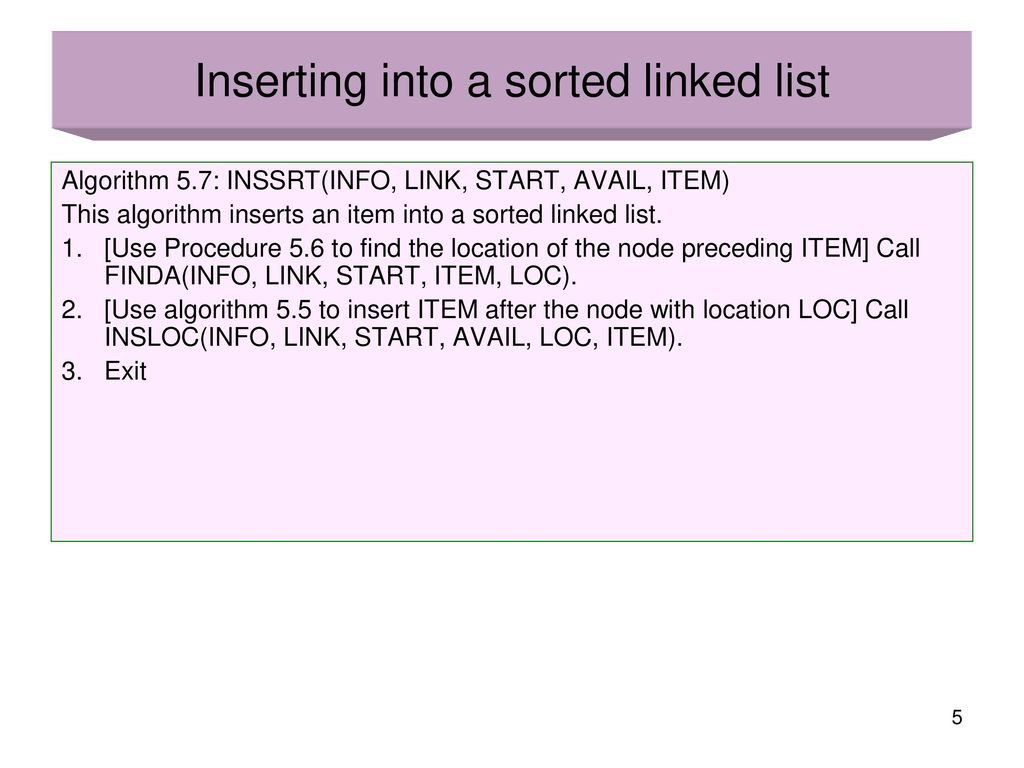 Inserting into a sorted linked list
Algorithm 5.7: INSSRT(INFO, LINK, START, AVAIL, ITEM)
This algorithm inserts an item into a sorted linked list.
1. [Use Procedure 5.6 to find the location of the node preceding ITEM] Call
FINDA(INFO, LINK, START, ITEM, LOC).
2. [Use algorithm 5.5 to insert ITEM after the node with location LOC] Call
INSLOC(INFO, LINK, START, AVAIL, LOC, ITEM).
3. Exit
5